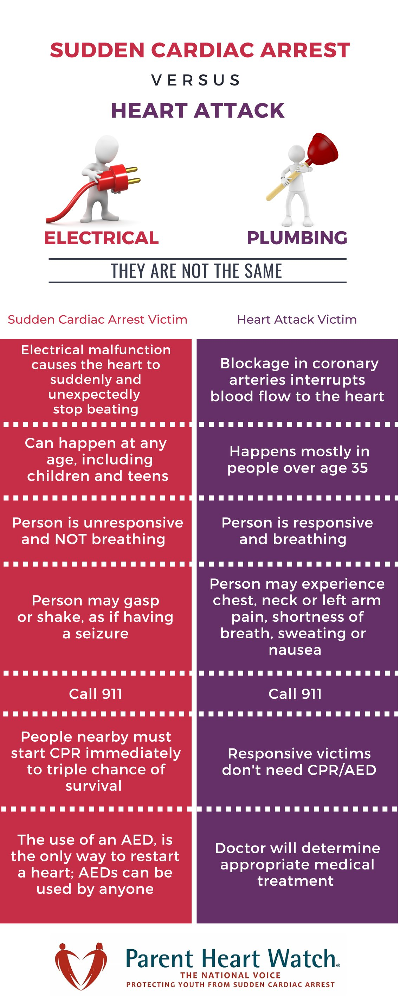 SUDDEN CARDIAC ARREST
VERSUS
HEART ATTACK
ELECTRICAL
PLUMBING
THEY ARE NOT THE SAME
Sudden Cardiac Arrest Victim
Heart Attack Victim
Electrical malfunction
causes the heart to
suddenly and
unexpectedly
stop beating
Blockage in coronary
arteries interrupts
blood flow to the heart
Can happen at any
age, including
children and teens
Happens mostly in
people over age 35
Person is unresponsive
and NOT breathing
Person is responsive
and breathing
Person may gasp
or shake, as if having
a seizure
Person may experience
chest, neck or left arm
pain, shortness of
breath, sweating or
nausea
Call 911
Call 911
People nearby must
start CPR immediately
to triple chance of
survival
Responsive victims
don't need CPR/AED
The use of an AED, is
the only way to restart
a heart; AEDs can be
used by anyone
Doctor will determine
appropriate medical
treatment
Parent Heart Watch®
THE NATIONAL VOICE
PROTECTING YOUTH FROM SUDDEN CARDIAC ARREST